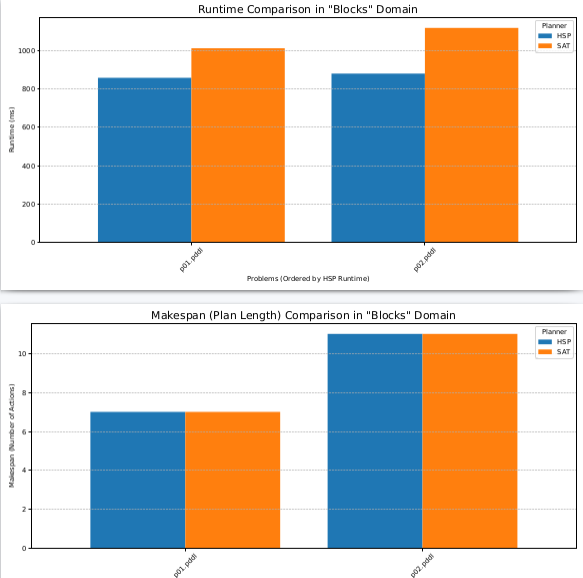 Runtime Comparison in "Blocks" Domain
Planner
HSP
SAT
1000
800
600
400
200
0
Runtime (ms)
p01.pddl
p02.pddl
Problems (Ordered by HSP Runtime)
Makespan (Plan Length) Comparison in "Blocks" Domain
Planner
HSP
SAT
10
8
6
4
2
0
Makespan (Number of Actions)
p01.pddl
p02.pddl